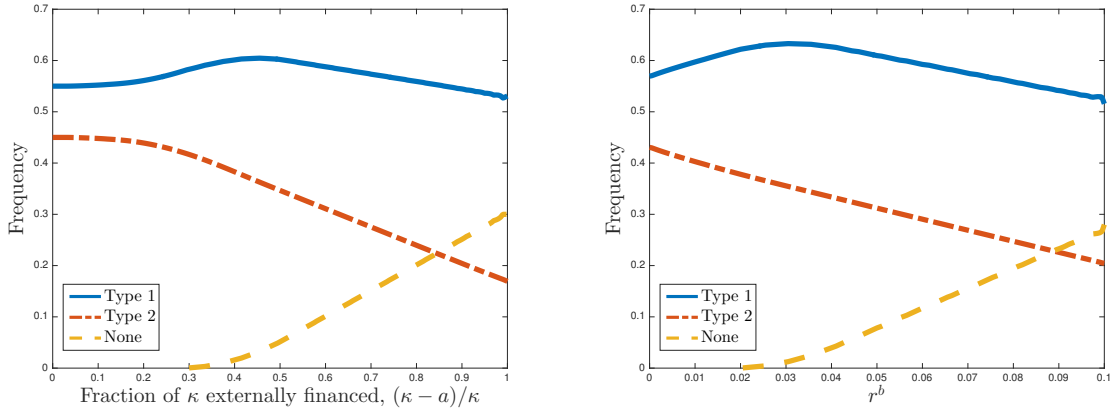 0.7
0.6
0.5
0.4
0.3
0.2
0.1
0
Frequency
Type 1
Type 2
None
0 0.1 0.2 0.3 0.4 0.5 0.6 0.7 0.8 0.9 1
Fraction of κ externally financed, (κ − a)/κ
0.7
0.6
0.5
0.4
0.3
0.2
0.1
0
Frequency
Type 1
Type 2
None
0 0.01 0.02 0.03 0.04 0.05 0.06 0.07 0.08 0.09 0.1
r^b